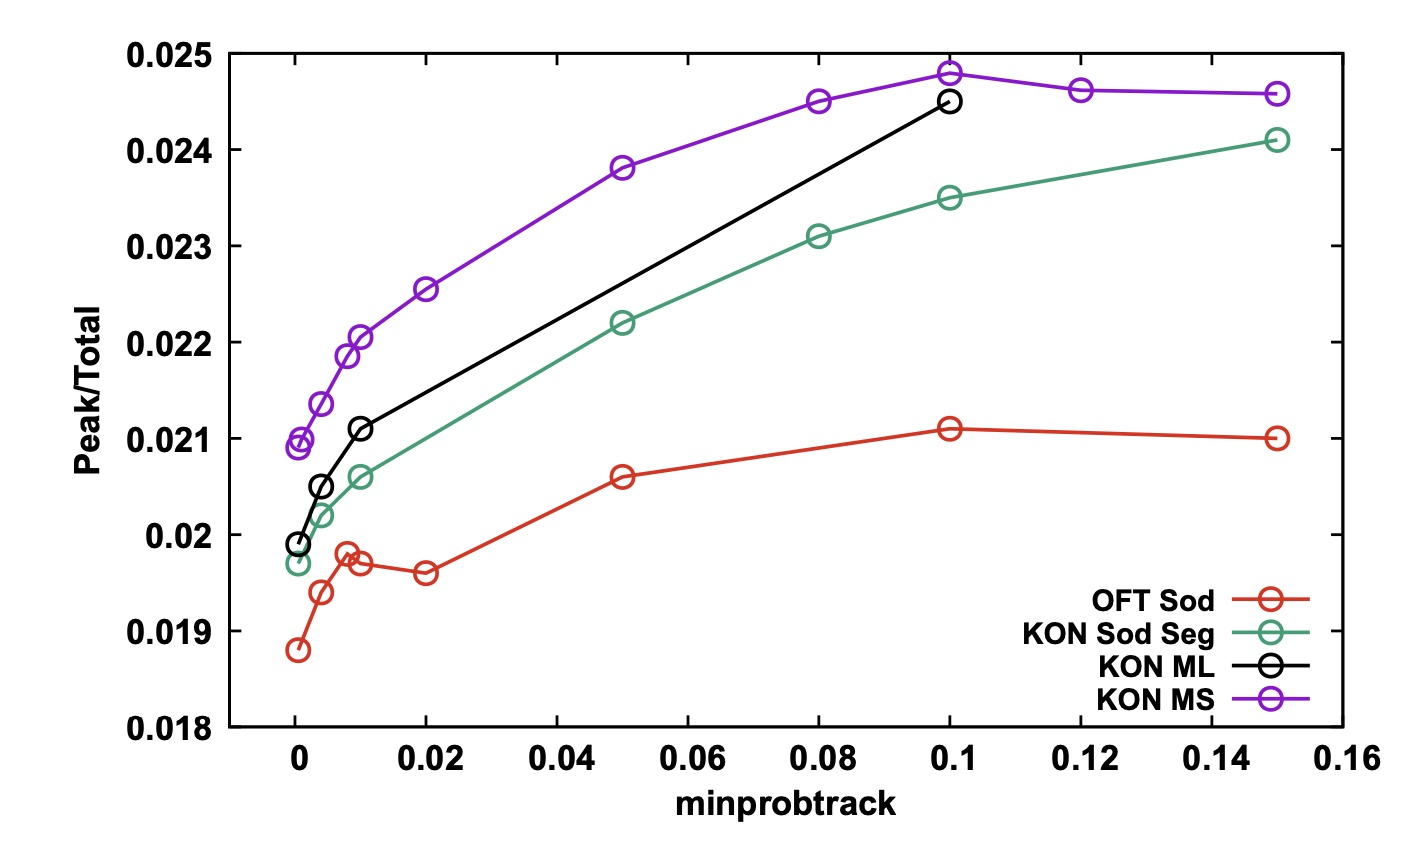 0.025
0.024
0.023
0.022
0.021
0.02
0.019
0.018
Peak/Total
0 0.02 0.04 0.06 0.08 0.1 0.12 0.14 0.16
minprobtrack
OFT Sod
KON Sod Seg
KON ML
KON MS